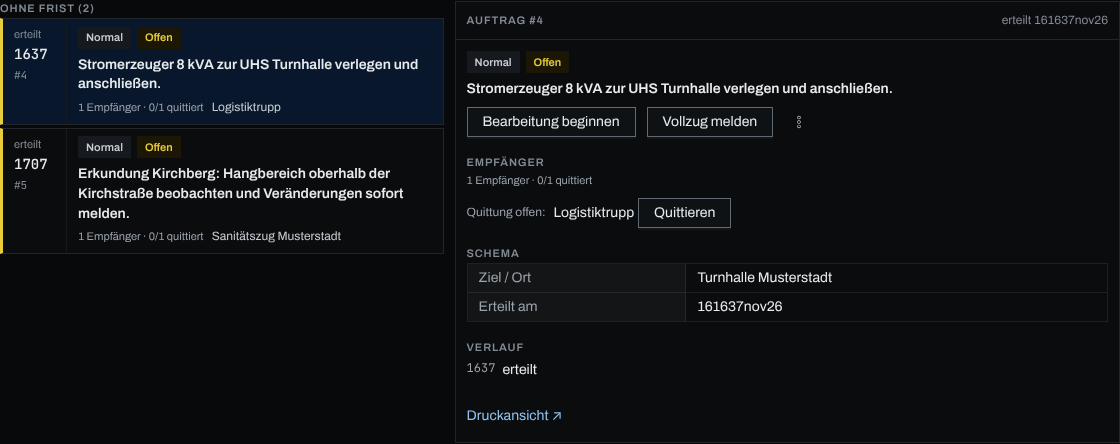 OHNE FRIST (2)
erteilt
1637
#4
Normal Offen
Stromerzeuger 8 kVA zur UHS Turnhalle verlegen und
anschließen.
1 Empfänger · 0/1 quittiert Logistiktrupp
erteilt
1707
#5
Normal Offen
Erkundung Kirchberg: Hangbereich oberhalb der
Kirchstraße beobachten und Veränderungen sofort
melden.
1 Empfänger · 0/1 quittiert Sanitätszug Musterstadt
AUFTRAG #4 erteilt 161637nov26
Normal Offen
Stromerzeuger 8 kVA zur UHS Turnhalle verlegen und anschließen.
Bearbeitung beginnen Vollzug melden
EMPFÄNGER
1 Empfänger · 0/1 quittiert
Quittung offen: Logistiktrupp Quittieren
SCHEMA
Ziel / Ort Turnhalle Musterstadt
Erteilt am 161637nov26
VERLAUF
1637 erteilt
Druckansicht ↗